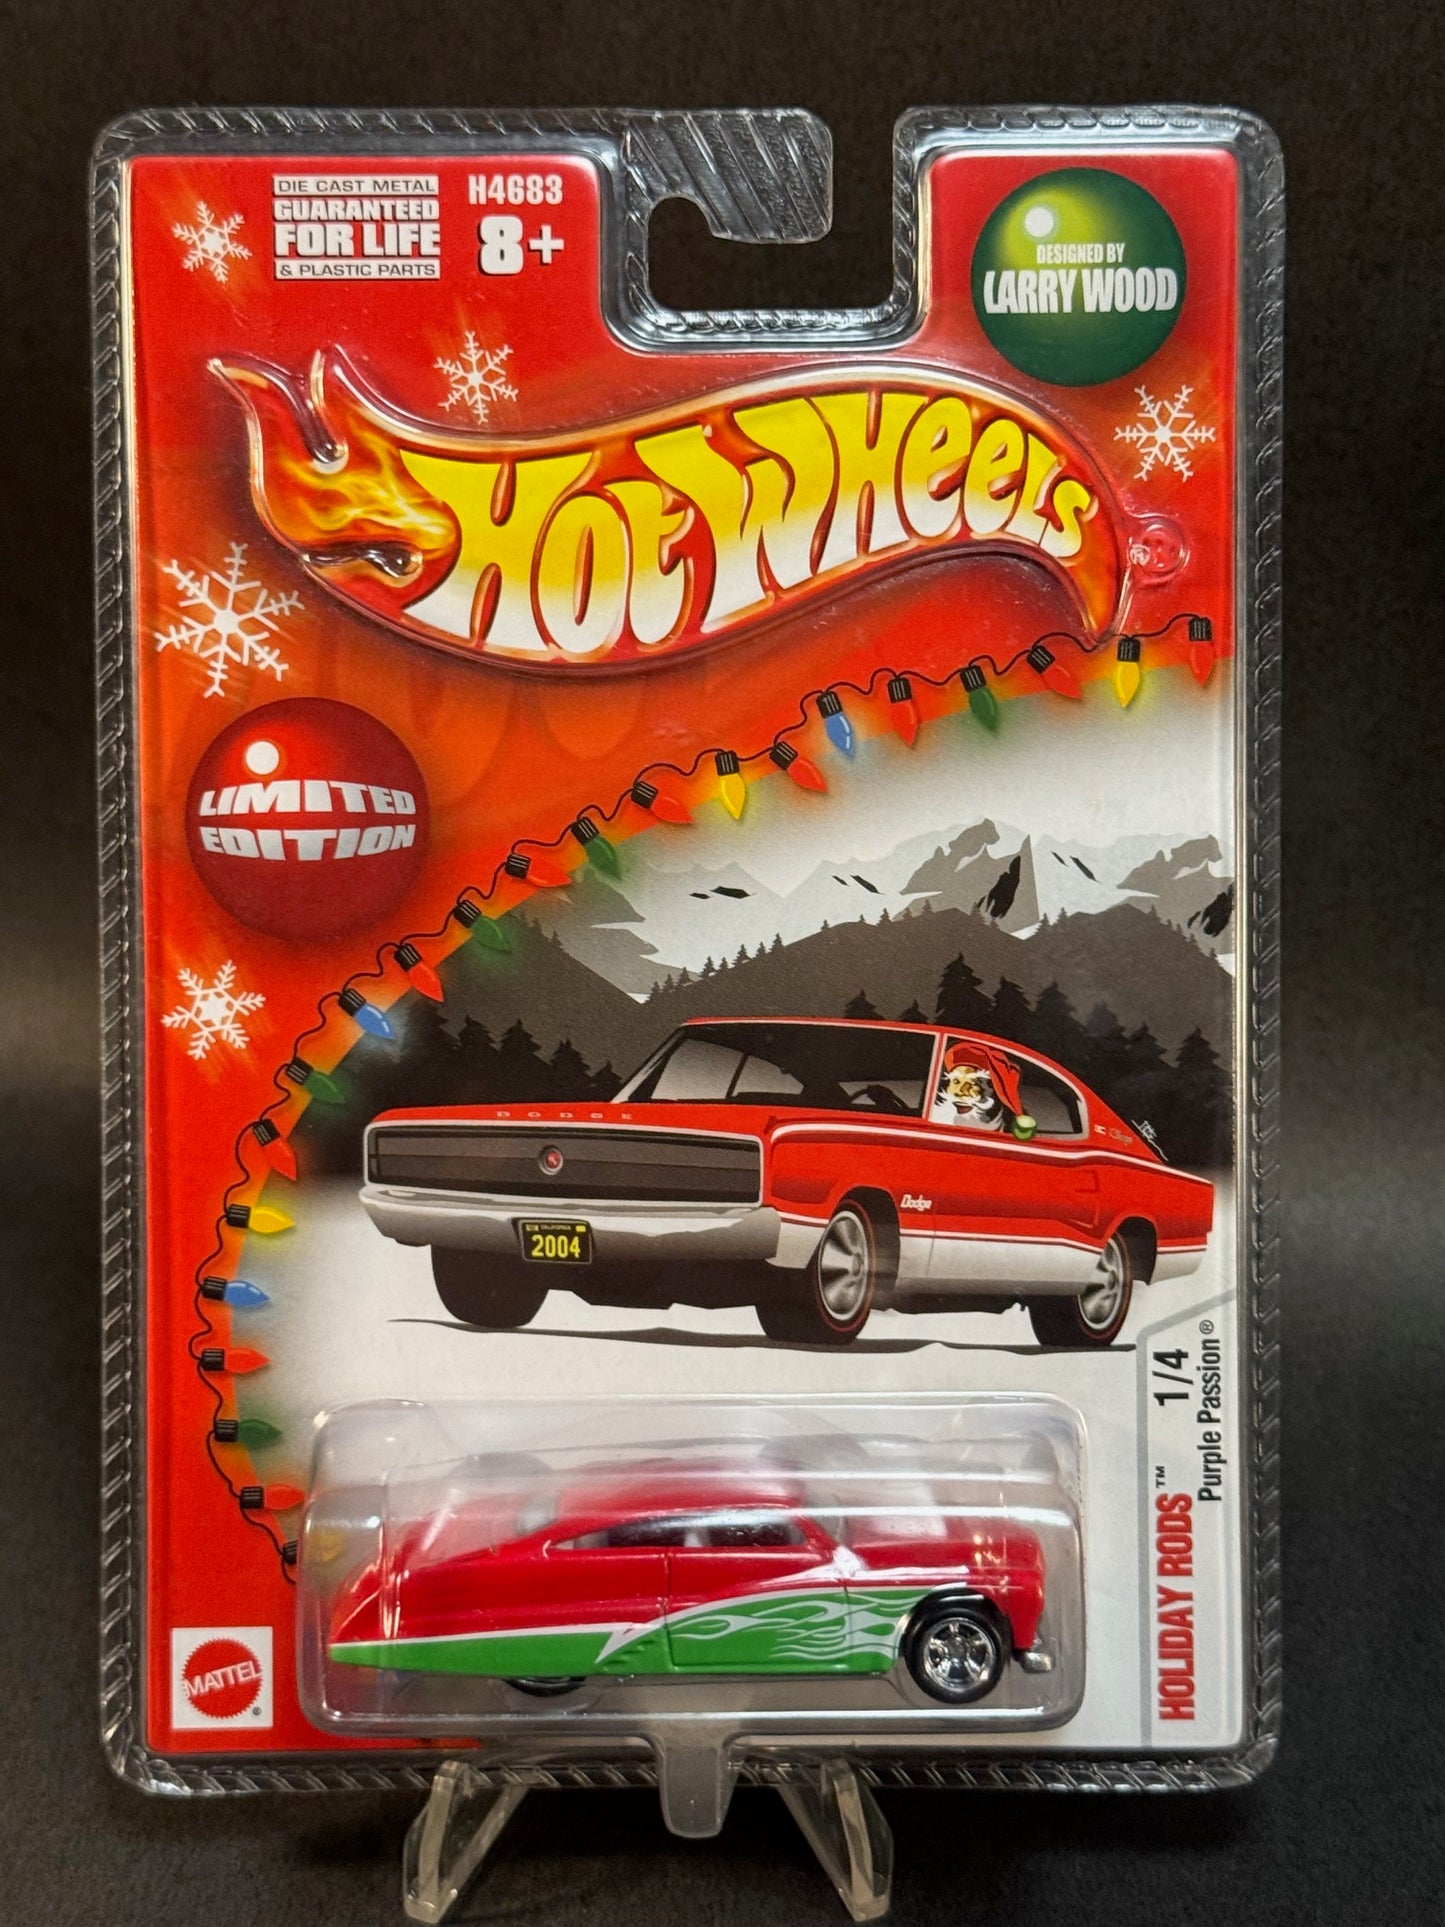 DIE CAST METAL
GUARANTEED
FOR LIFE
& PLASTIC PARTS
H4683
8+
DESIGNED BY
LARRY WOOD
HOT WHEELS
LIMITED
EDITION
DODGE
Dodge
CALIFORNIA
2004
HOLIDAY RODS™ 1/4
Purple Passion®
MATTEL
®